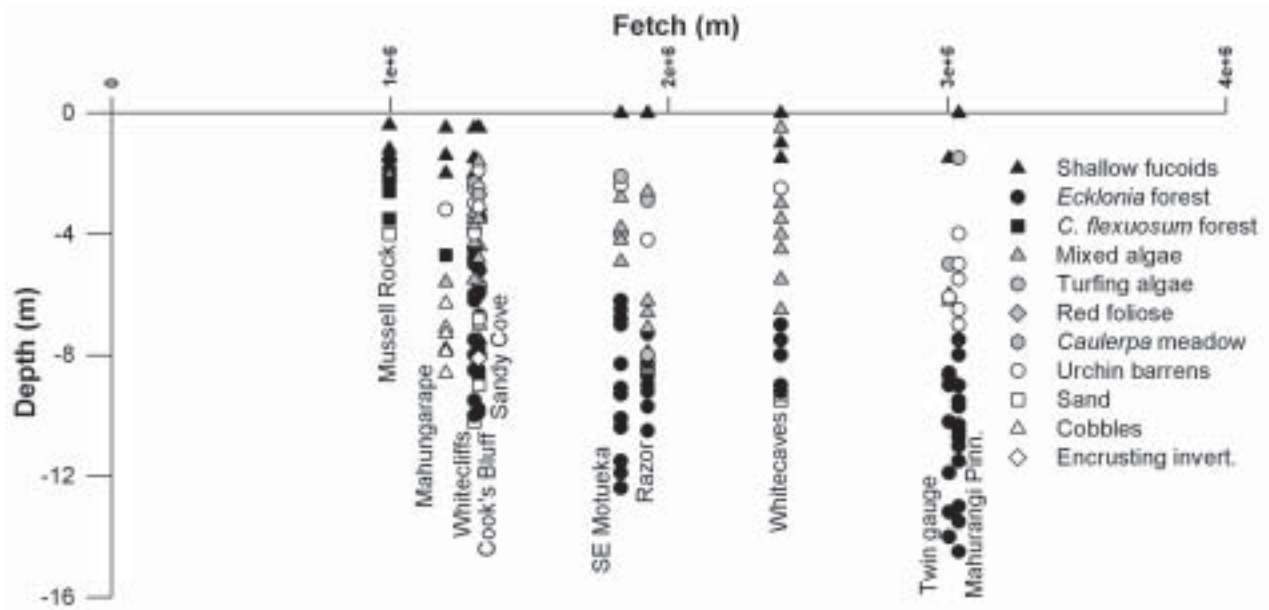 Fetch (m)
0
1e+6
2e+6
3e+6
4e+6
Depth (m)
0
-4
-8
-12
-16
Mussell Rock
Mahungarape
Whitecliffs
Cook's Bluff
Sandy Cove
SE Motueka
Razor
Whitecaves
Twin gauge
Mahurangi Pinn.
Shallow fucoids
Ecklonia forest
C. flexuosum forest
Mixed algae
Turfing algae
Red foliose
Caulerpa meadow
Urchin barrens
Sand
Cobbles
Encrusting invert.